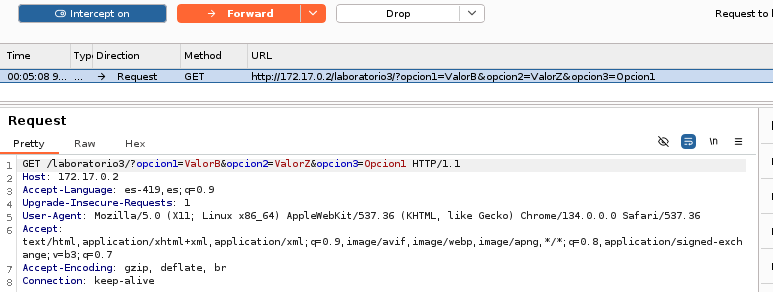 Intercept on
Forward
Drop
Request to
Time Type Direction Method URL
00:05:08 9... ... → Request GET http://172.17.0.2/laboratorio3/?opcion1=ValorB&opcion2=ValorZ&opcion3=Opcion1
Request
Pretty Raw Hex \n
1 GET /laboratorio3/?opcion1=ValorB&opcion2=ValorZ&opcion3=Opcion1 HTTP/1.1
2 Host: 172.17.0.2
3 Accept-Language: es-419,es;q=0.9
4 Upgrade-Insecure-Requests: 1
5 User-Agent: Mozilla/5.0 (X11; Linux x86_64) AppleWebKit/537.36 (KHTML, like Gecko) Chrome/134.0.0.0 Safari/537.36
6 Accept:
text/html,application/xhtml+xml,application/xml;q=0.9,image/avif,image/webp,image/apng,*/*;q=0.8,application/signed-exch
ange;v=b3;q=0.7
7 Accept-Encoding: gzip, deflate, br
8 Connection: keep-alive